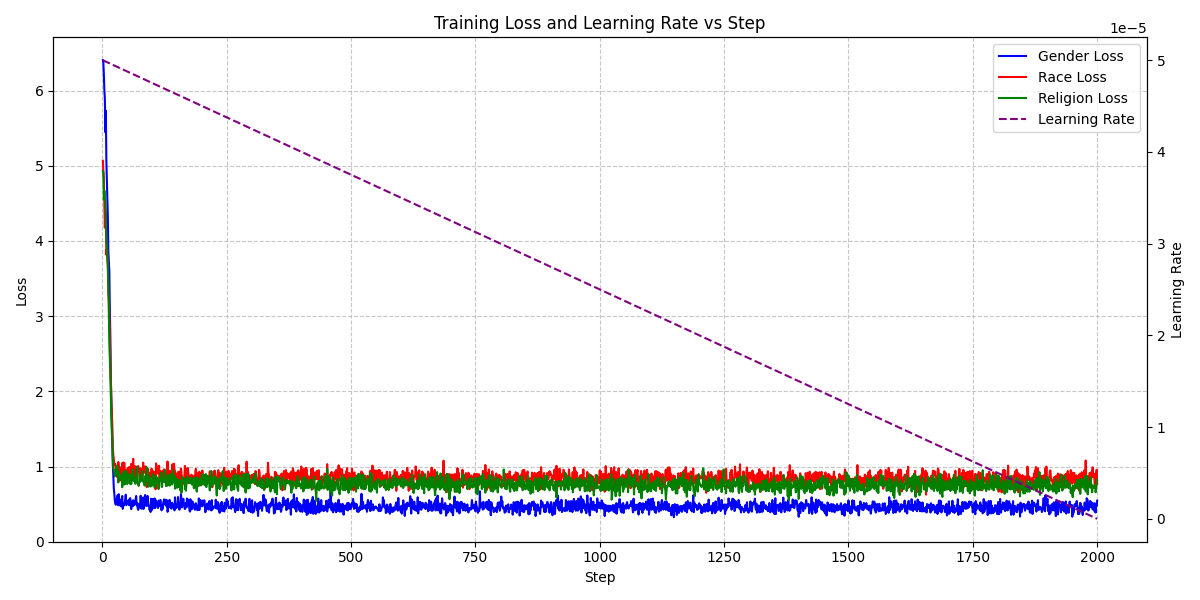 Training Loss and Learning Rate vs Step
1e−5
Gender Loss
Race Loss
Religion Loss
Learning Rate
Loss
6
5
4
3
2
1
0
Learning Rate
5
4
3
2
1
0
0 250 500 750 1000 1250 1500 1750 2000
Step